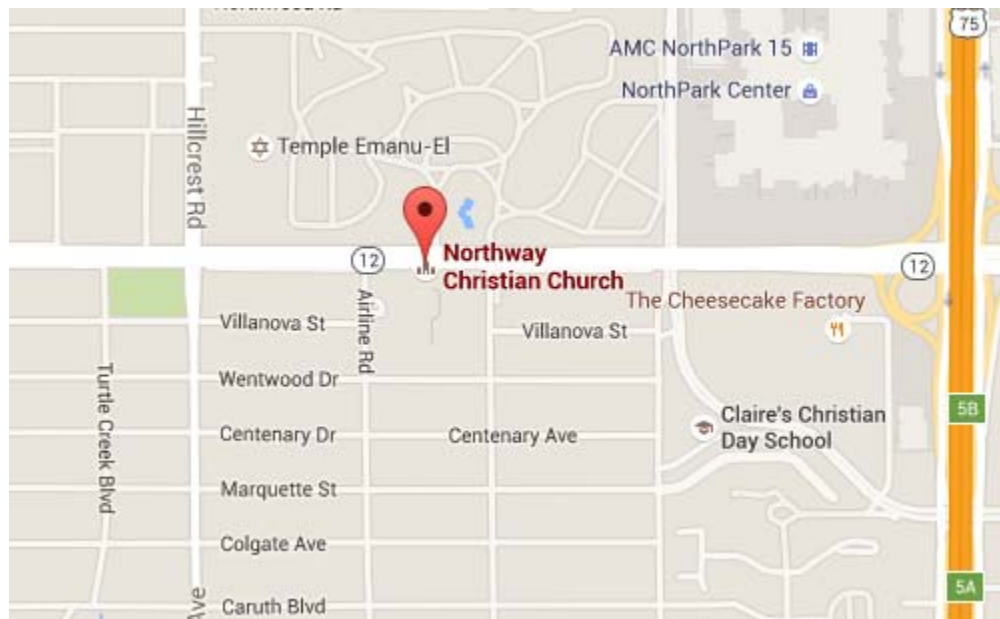 75
AMC NorthPark 15
NorthPark Center
Hillcrest Rd
Temple Emanu-El
12
Northway
Christian Church
12
The Cheesecake Factory
Villanova St
Airline Rd
Villanova St
Turtle Creek Blvd
Wentwood Dr
5B
Claire's Christian
Day School
Centenary Dr
Centenary Ave
Marquette St
Colgate Ave
5A
Ave
Caruth Blvd